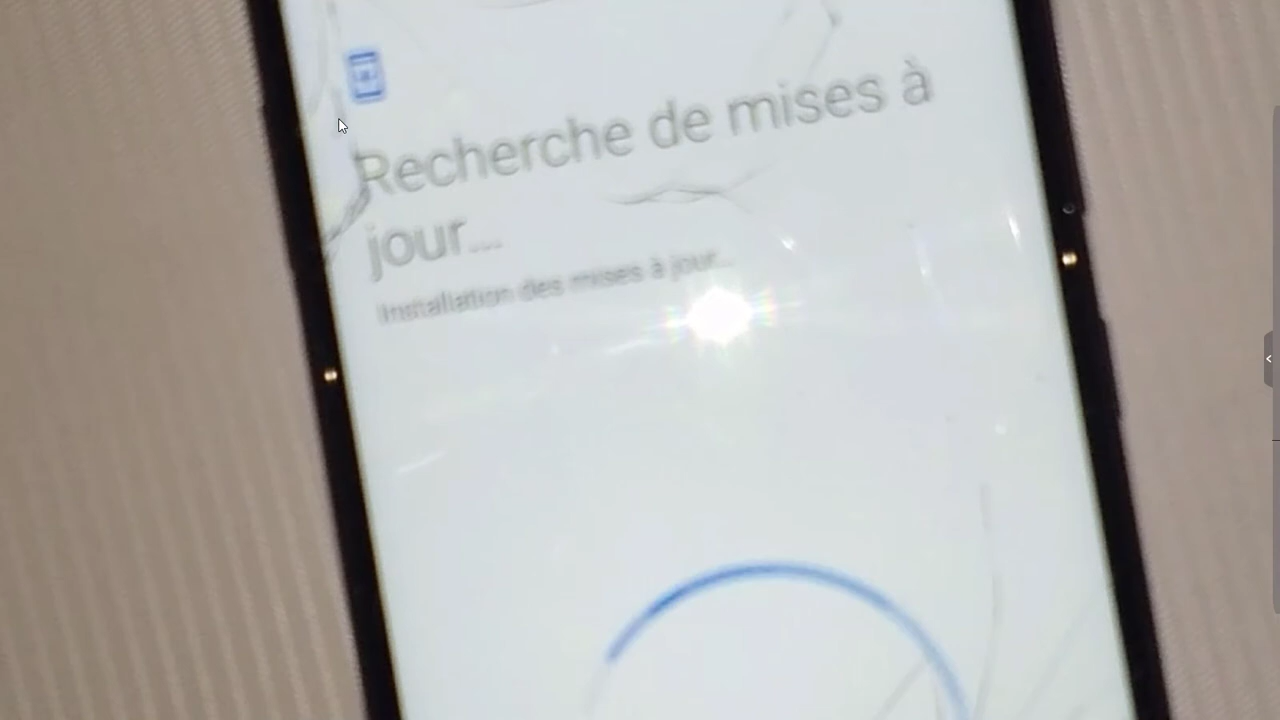 Recherche de mises à
jour...
Installation des mises à jour...